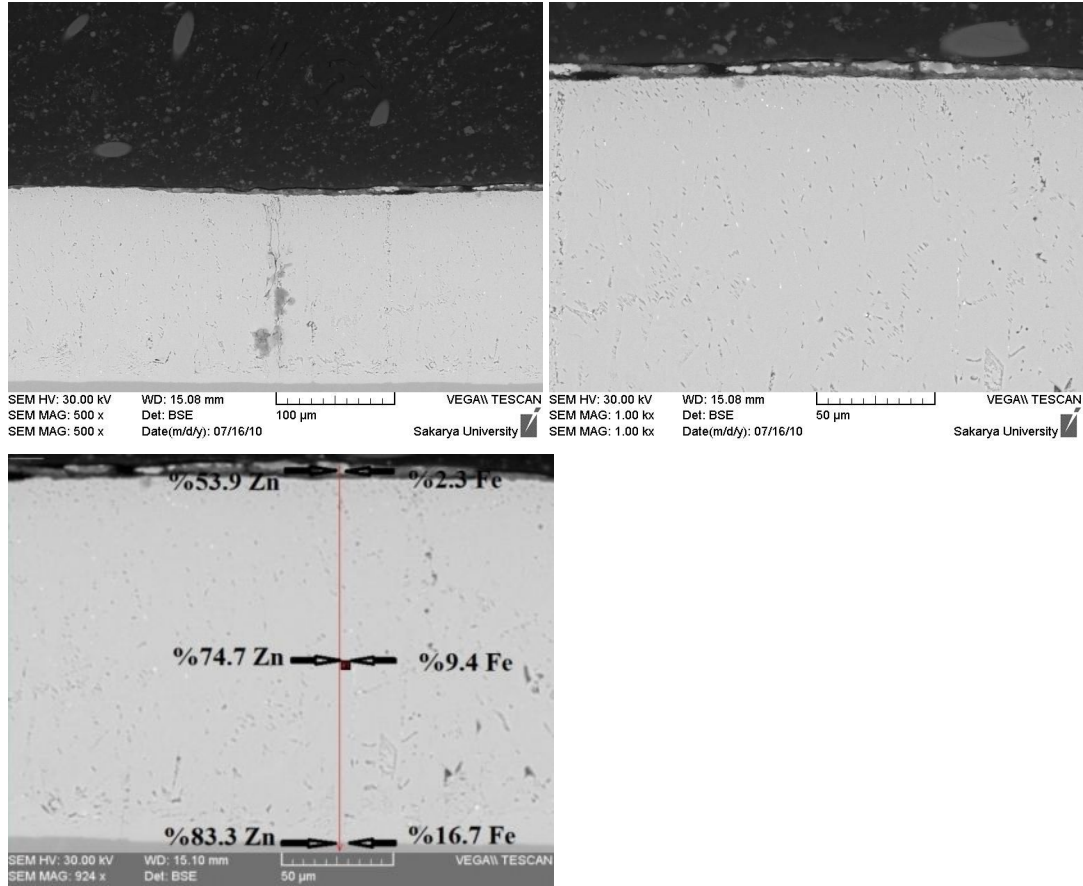 SEM HV: 30.00 kV WD: 15.08 mm VEGA\\ TESCAN
SEM MAG: 500 x Det: BSE 100 µm
SEM MAG: 500 x Date(m/d/y): 07/16/10 Sakarya University
SEM HV: 30.00 kV WD: 15.08 mm VEGA\\ TESCAN
SEM MAG: 1.00 kx Det: BSE 50 µm
SEM MAG: 1.00 kx Date(m/d/y): 07/16/10 Sakarya University
%53.9 Zn %2.3 Fe
%74.7 Zn %9.4 Fe
%83.3 Zn %16.7 Fe
SEM HV: 30.00 kV WD: 15.10 mm VEGA\\ TESCAN
SEM MAG: 924 x Det: BSE 50 µm